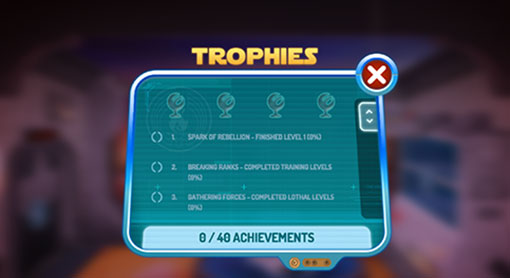 TROPHIES
1. SPARK OF REBELLION - FINISHED LEVEL 1 (0%)
2. BREAKING RANKS - COMPLETED TRAINING LEVELS
(0%)
3. GATHERING FORCES - COMPLETED LOTHAL LEVELS
(0%)
0 / 40 ACHIEVEMENTS